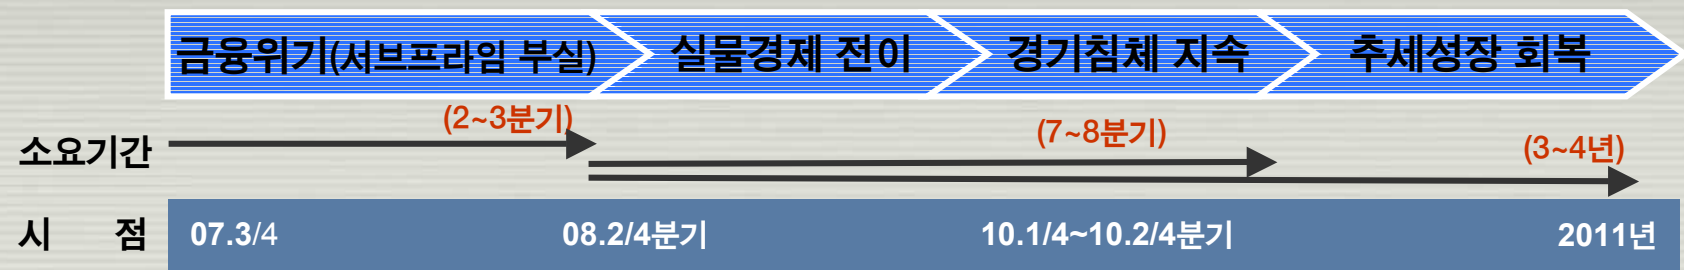 금융위기(서브프라임 부실) 실물경제 전이 경기침체 지속 추세성장 회복
(2~3분기) (7~8분기) (3~4년)
소요기간
시 점 07.3/4 08.2/4분기 10.1/4~10.2/4분기 2011년